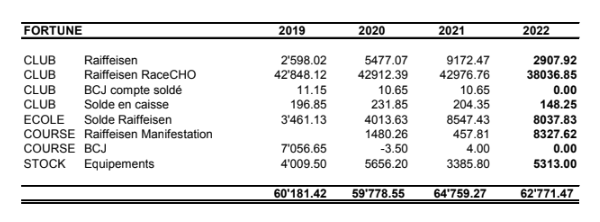 FORTUNE 2019 2020 2021 2022
CLUB Raiffeisen 2'598.02 5477.07 9172.47 2907.92
CLUB Raiffeisen RaceCHO 42'848.12 42912.39 42976.76 38036.85
CLUB BCJ compte soldé 11.15 10.65 10.65 0.00
CLUB Solde en caisse 196.85 231.85 204.35 148.25
ECOLE Solde Raiffeisen 3'461.13 4013.63 8547.43 8037.83
COURSE Raiffeisen Manifestation 1480.26 457.81 8327.62
COURSE BCJ 7'056.65 -3.50 4.00 0.00
STOCK Equipements 4'009.50 5656.20 3385.80 5313.00
60'181.42 59'778.55 64'759.27 62'771.47